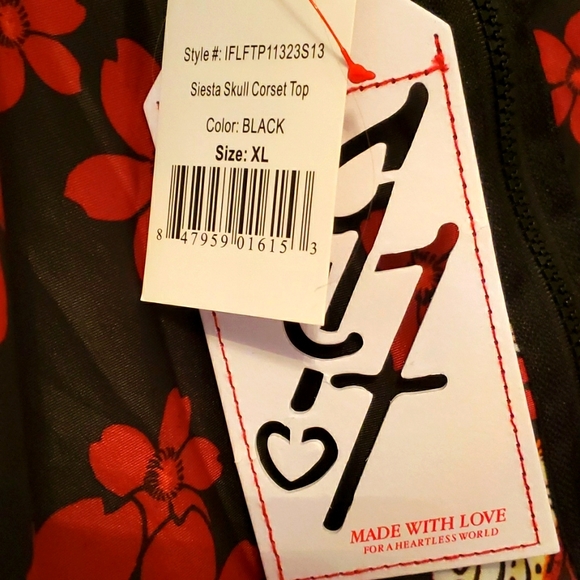 Style #: IFLFTP11323S13
Siesta Skull Corset Top
Color: BLACK
Size: XL
8 47959 01615 3
MADE WITH LOVE
FOR A HEARTLESS WORLD